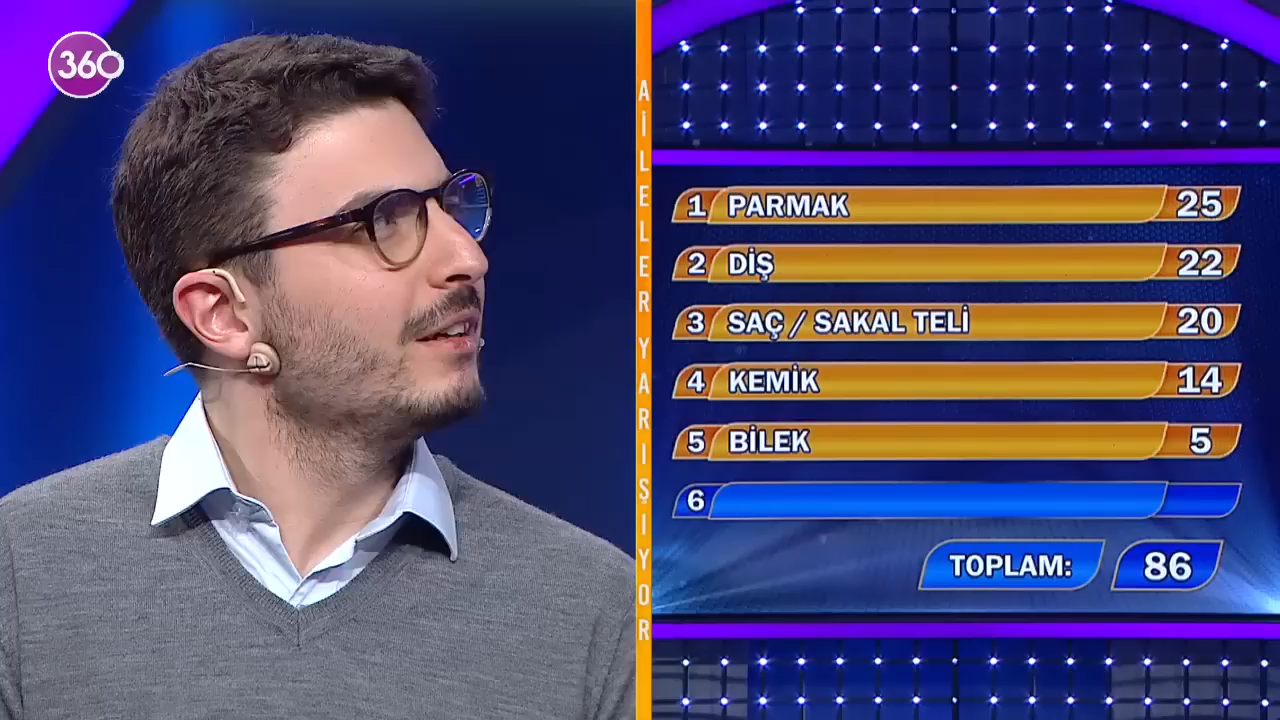 360
AİLELER YARIŞIYOR
1 PARMAK 25
2 DİŞ 22
3 SAÇ / SAKAL TELİ 20
4 KEMİK 14
5 BİLEK 5
6
TOPLAM: 86